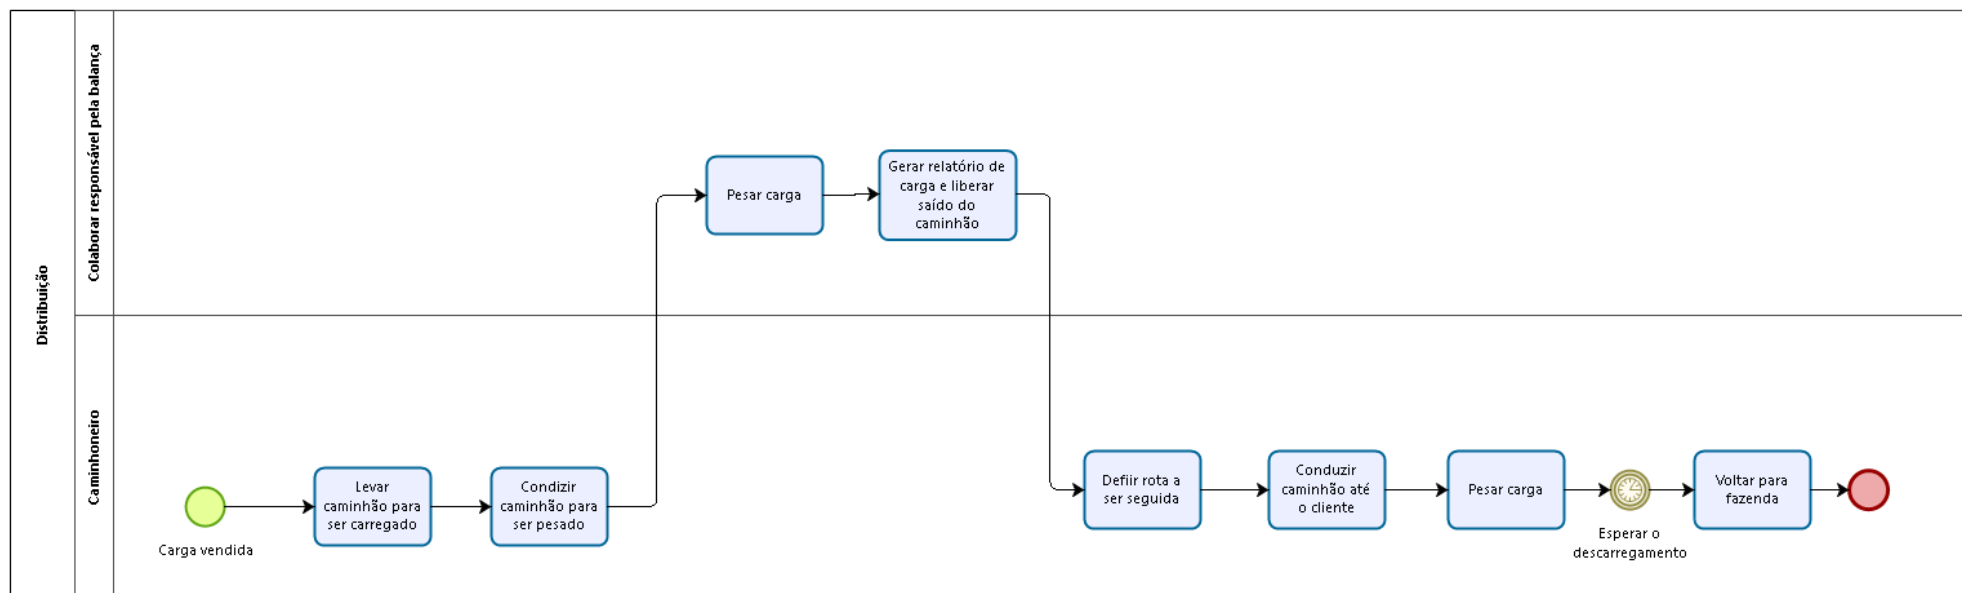 Distribuição
Colaborar responsável pela balança
Pesar carga
Gerar relatório de
carga e liberar
saído do
caminhão
Caminhoneiro
Carga vendida
Levar
caminhão para
ser carregado
Condizir
caminhão para
ser pesado
Defiir rota a
ser seguida
Conduzir
caminhão até
o cliente
Pesar carga
Esperar o
descarregamento
Voltar para
fazenda